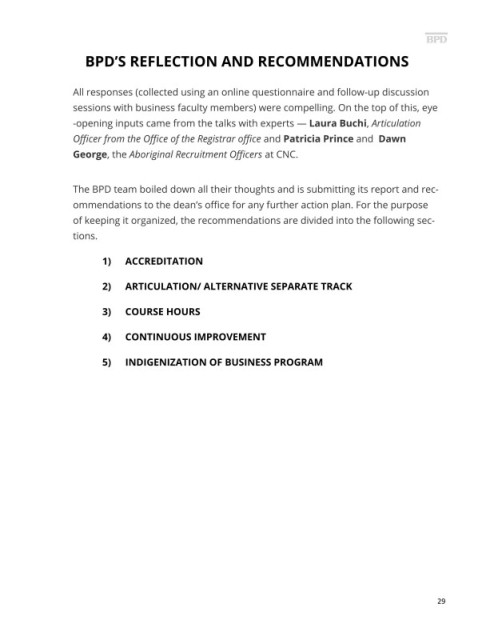 BPD
BPD'S REFLECTION AND RECOMMENDATIONS
All responses (collected using an online questionnaire and follow-up discussion
sessions with business faculty members) were compelling. On the top of this, eye
-opening inputs came from the talks with experts — Laura Buchi, Articulation
Officer from the Office of the Registrar office and Patricia Prince and Dawn
George, the Aboriginal Recruitment Officers at CNC.
The BPD team boiled down all their thoughts and is submitting its report and rec-
ommendations to the dean's office for any further action plan. For the purpose
of keeping it organized, the recommendations are divided into the following sec-
tions.
1) ACCREDITATION
2) ARTICULATION/ ALTERNATIVE SEPARATE TRACK
3) COURSE HOURS
4) CONTINUOUS IMPROVEMENT
5) INDIGENIZATION OF BUSINESS PROGRAM
29